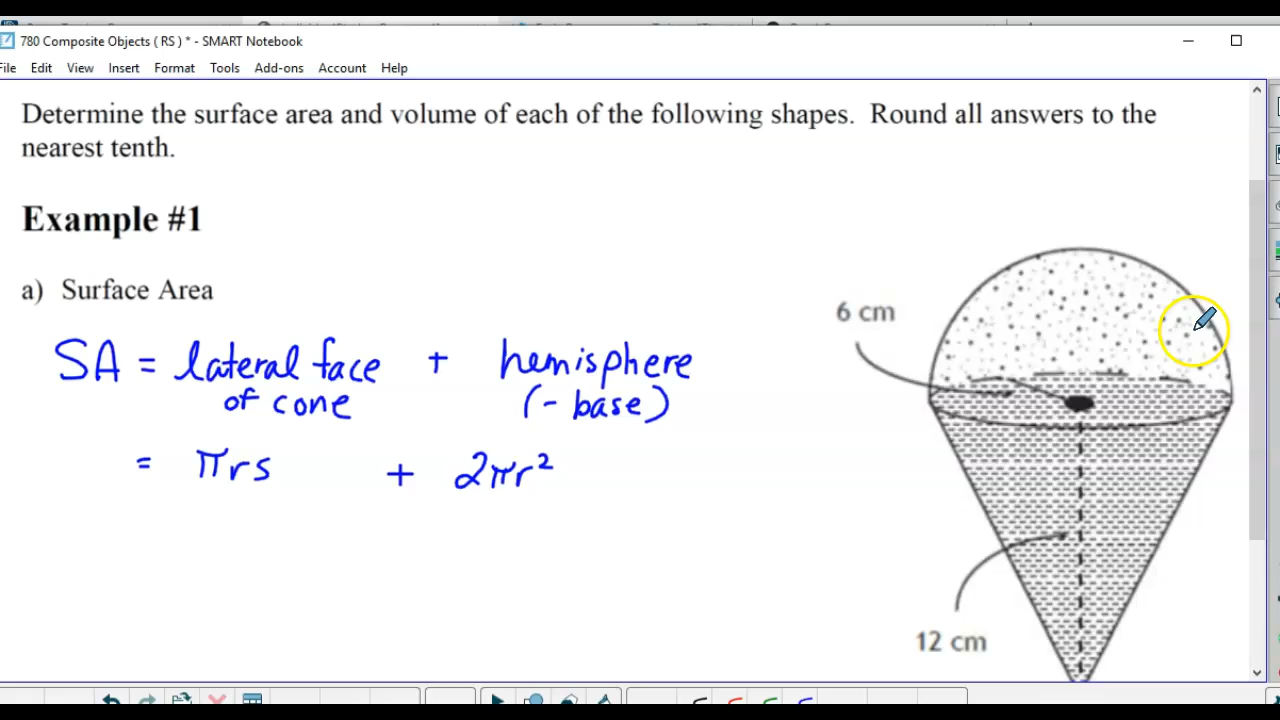 780 Composite Objects ( RS ) * - SMART Notebook
File Edit View Insert Format Tools Add-ons Account Help
Determine the surface area and volume of each of the following shapes. Round all answers to the
nearest tenth.
Example #1
a) Surface Area
6 cm
SA = lateral face + hemisphere
of cone (- base)
= πrs + 2πr²
12 cm